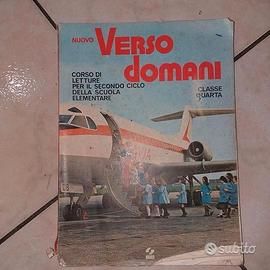 NUOVO
VERSO
domani
CORSO DI
LETTURE
PER IL SECONDO CICLO
DELLA SCUOLA
ELEMENTARE
CLASSE
QUARTA
subito